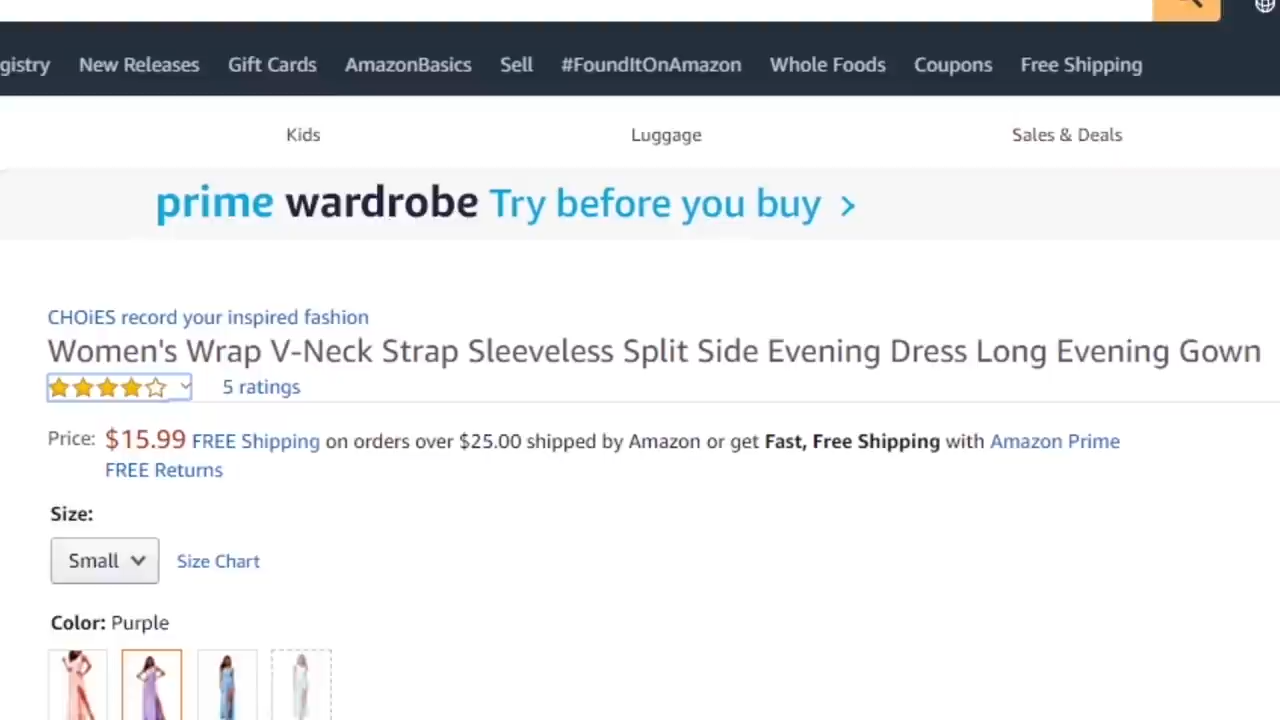 gistry New Releases Gift Cards AmazonBasics Sell #FoundItOnAmazon Whole Foods Coupons Free Shipping
Kids Luggage Sales & Deals
prime wardrobe Try before you buy >
CHOiES record your inspired fashion
Women's Wrap V-Neck Strap Sleeveless Split Side Evening Dress Long Evening Gown
5 ratings
Price: $15.99 FREE Shipping on orders over $25.00 shipped by Amazon or get Fast, Free Shipping with Amazon Prime
FREE Returns
Size:
Small Size Chart
Color: Purple